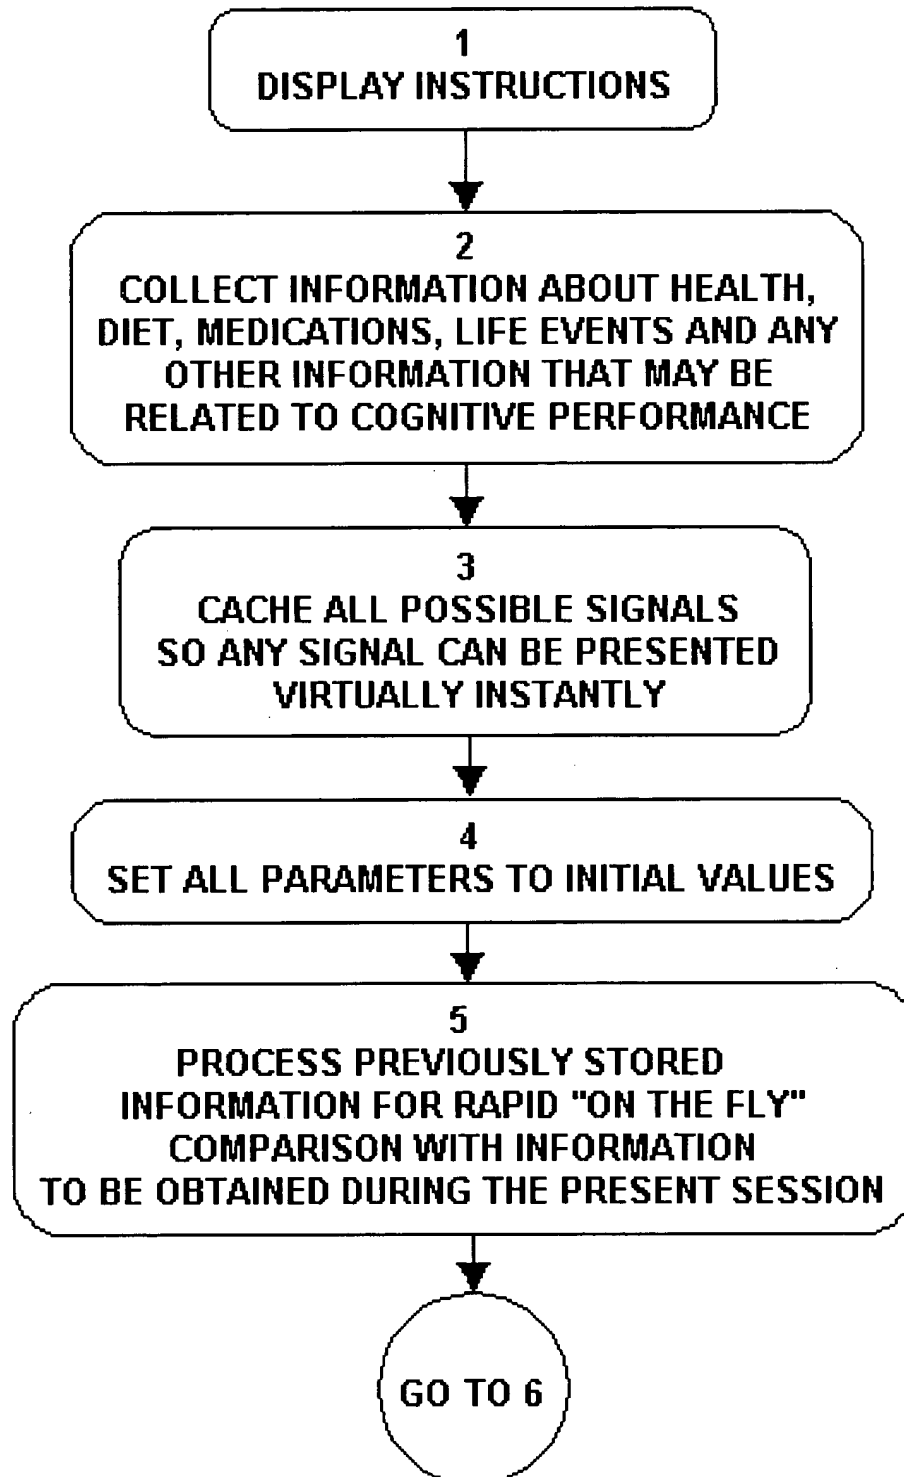 1
DISPLAY INSTRUCTIONS
2
COLLECT INFORMATION ABOUT HEALTH,
DIET, MEDICATIONS, LIFE EVENTS AND ANY
OTHER INFORMATION THAT MAY BE
RELATED TO COGNITIVE PERFORMANCE
3
CACHE ALL POSSIBLE SIGNALS
SO ANY SIGNAL CAN BE PRESENTED
VIRTUALLY INSTANTLY
4
SET ALL PARAMETERS TO INITIAL VALUES
5
PROCESS PREVIOUSLY STORED
INFORMATION FOR RAPID "ON THE FLY"
COMPARISON WITH INFORMATION
TO BE OBTAINED DURING THE PRESENT SESSION
GO TO 6